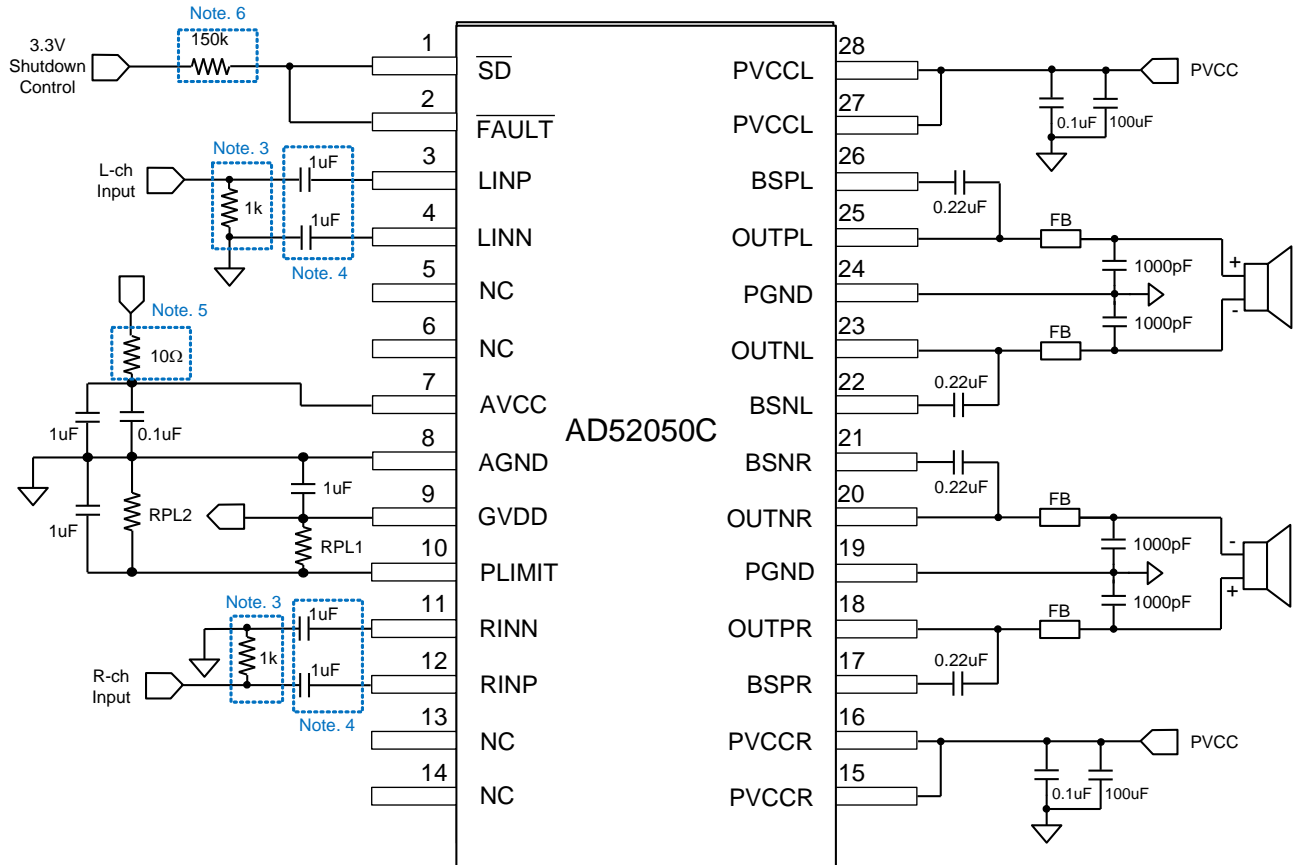 Note. 6
150k
3.3V
Shutdown
Control
1
SD
2
FAULT
Note. 3
1uF
L-ch
Input
1k
1uF
3
LINP
4
LINN
Note. 4
5
NC
Note. 5
10Ω
6
NC
7
AVCC
1uF
0.1uF
8
AGND
1uF
9
GVDD
1uF
RPL2
RPL1
10
PLIMIT
Note. 3
1uF
11
RINN
1k
1uF
12
RINP
R-ch
Input
Note. 4
13
NC
14
NC
AD52050C
28
PVCCL
PVCC
27
PVCCL
0.1uF
100uF
26
BSPL
0.22uF
25
OUTPL
FB
1000pF
+
24
PGND
1000pF
-
23
OUTNL
FB
22
BSNL
0.22uF
21
BSNR
0.22uF
20
OUTNR
FB
1000pF
-
19
PGND
1000pF
+
18
OUTPR
FB
17
BSPR
0.22uF
16
PVCCR
PVCC
15
PVCCR
0.1uF
100uF